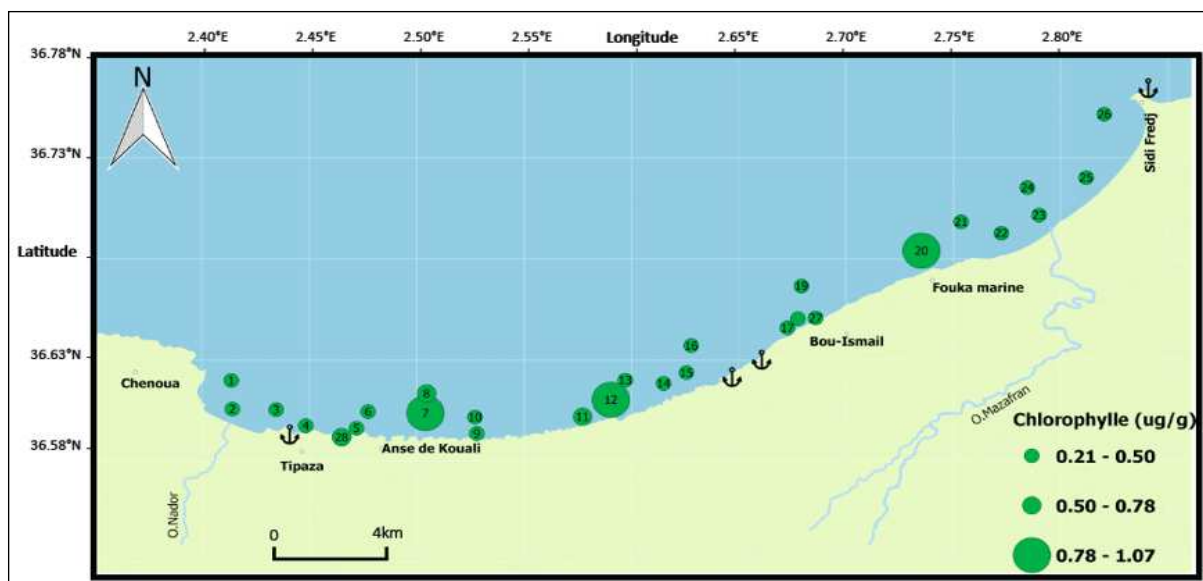 2.40°E 2.45°E 2.50°E 2.55°E Longitude 2.65°E 2.70°E 2.75°E 2.80°E
36.78°N
N
26
Sidi Fredj
36.73°N
25
24
23
21
22
Latitude
20
Fouka marine
19
27
17
Bou-Ismail
16
36.63°N
Chenoua
1
13
15
14
8
12
2
3
6
7
10
11
4
5
28
9
36.58°N
Anse de Kouali
Tipaza
O.Nador
O.Mazafran
0 4km
Chlorophylle (ug/g)
0.21 - 0.50
0.50 - 0.78
0.78 - 1.07